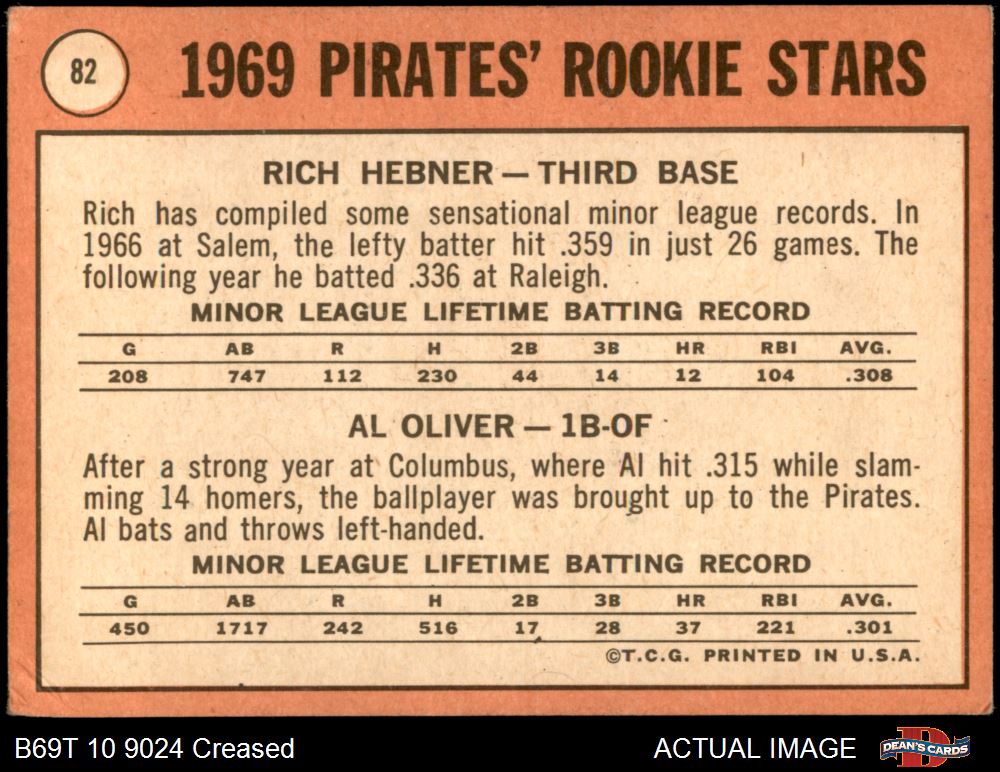 82
1969 PIRATES' ROOKIE STARS
RICH HEBNER — THIRD BASE
Rich has compiled some sensational minor league records. In
1966 at Salem, the lefty batter hit .359 in just 26 games. The
following year he batted .336 at Raleigh.
MINOR LEAGUE LIFETIME BATTING RECORD
G AB R H 2B 3B HR RBI AVG.
208 747 112 230 44 14 12 104 .308
AL OLIVER — 1B-OF
After a strong year at Columbus, where Al hit .315 while slam-
ming 14 homers, the ballplayer was brought up to the Pirates.
Al bats and throws left-handed.
MINOR LEAGUE LIFETIME BATTING RECORD
G AB R H 2B 3B HR RBI AVG.
450 1717 242 516 17 28 37 221 .301
©T.C.G. PRINTED IN U.S.A.
B69T 10 9024 Creased
ACTUAL IMAGE
D
DEAN'S CARDS